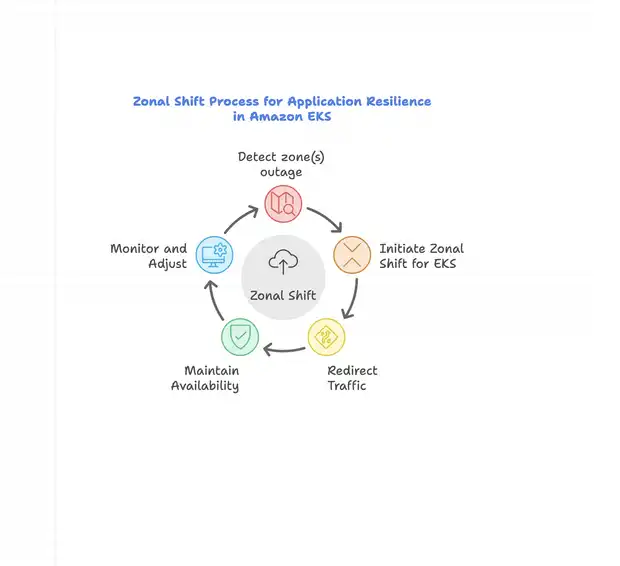 Zonal Shift Process for Application Resilience
in Amazon EKS
Detect zone(s)
outage
Initiate Zonal
Shift for EKS
Redirect
Traffic
Maintain
Availability
Monitor and
Adjust
Zonal Shift